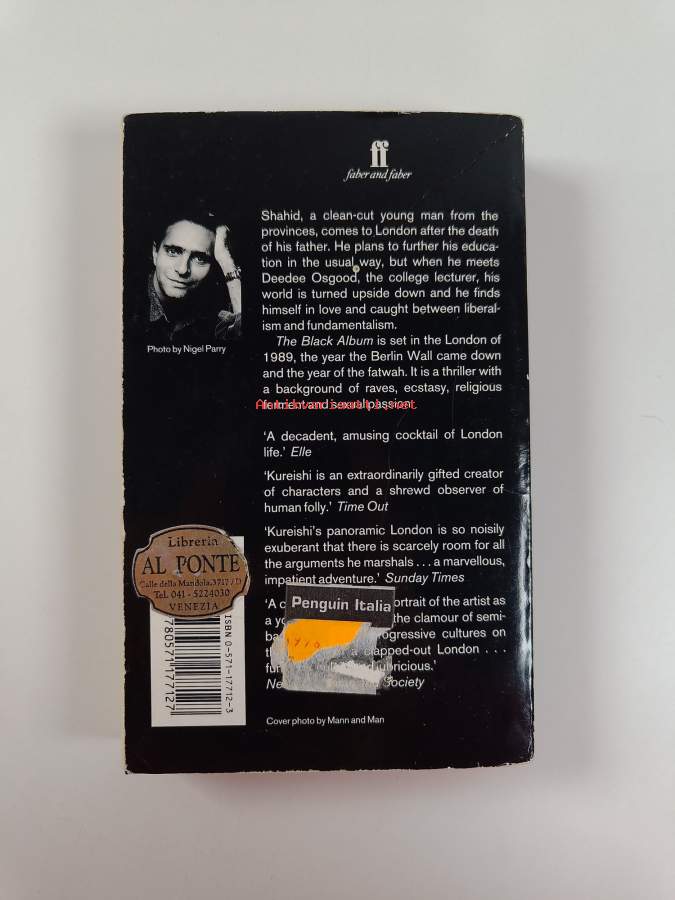 ff
faber and faber
Shahid, a clean-cut young man from the
provinces, comes to London after the death
of his father. He plans to further his educa-
tion in the usual way, but when he meets
Deedee Osgood, the college lecturer, his
world is turned upside down and he finds
himself in love and caught between liberal-
ism and fundamentalism.
The Black Album is set in the London of
1989, the year the Berlin Wall came down
and the year of the fatwah. It is a thriller with
a background of raves, ecstasy, religious
ferment and sexual passion.
Photo by Nigel Parry
'A decadent, amusing cocktail of London
life.' Elle
'Kureishi is an extraordinarily gifted creator
of characters and a shrewd observer of
human folly.' Time Out
'Kureishi's panoramic London is so noisily
exuberant that there is scarcely room for all
the arguments he marshals . . . a marvellous,
impatient adventure.' Sunday Times
portrait of the artist as
the clamour of semi-
cultures on
a clapped-out London . . .
Society
Penguin Italia
Libreria
AL PONTE
Calle della Mandola, 3717/D
Tel. 041 - 5224030
VENEZIA
ISBN 0-571-17712-3
9780571177127
Cover photo by Mann and Man